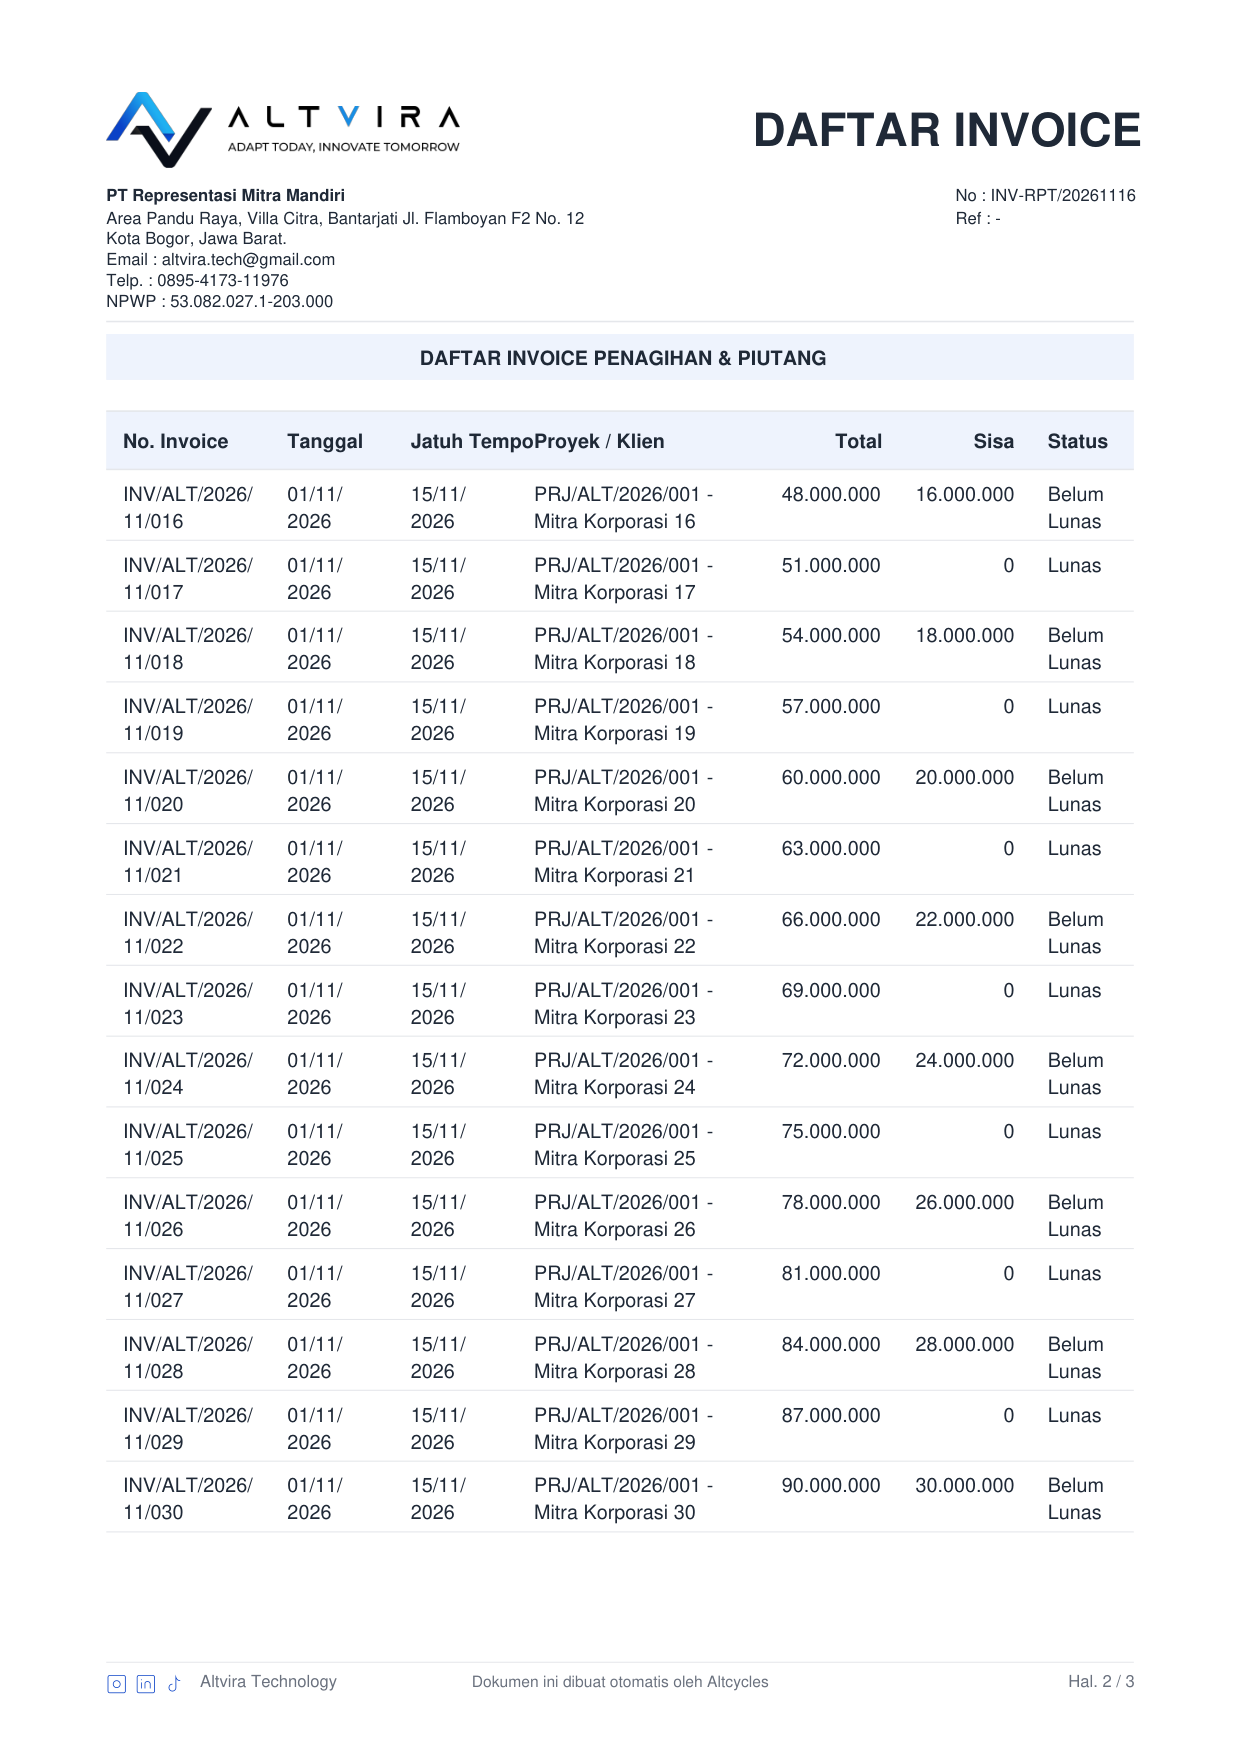 ALTVIRA
ADAPT TODAY, INNOVATE TOMORROW
DAFTAR INVOICE
PT Representasi Mitra Mandiri
Area Pandu Raya, Villa Citra, Bantarjati Jl. Flamboyan F2 No. 12
Kota Bogor, Jawa Barat.
Email : altvira.tech@gmail.com
Telp. : 0895-4173-11976
NPWP : 53.082.027.1-203.000
No : INV-RPT/20261116
Ref : -
DAFTAR INVOICE PENAGIHAN & PIUTANG
No. Invoice Tanggal Jatuh TempoProyek / Klien Total Sisa Status
INV/ALT/2026/ 01/11/ 15/11/ PRJ/ALT/2026/001 - 48.000.000 16.000.000 Belum
11/016 2026 2026 Mitra Korporasi 16 Lunas
INV/ALT/2026/ 01/11/ 15/11/ PRJ/ALT/2026/001 - 51.000.000 0 Lunas
11/017 2026 2026 Mitra Korporasi 17
INV/ALT/2026/ 01/11/ 15/11/ PRJ/ALT/2026/001 - 54.000.000 18.000.000 Belum
11/018 2026 2026 Mitra Korporasi 18 Lunas
INV/ALT/2026/ 01/11/ 15/11/ PRJ/ALT/2026/001 - 57.000.000 0 Lunas
11/019 2026 2026 Mitra Korporasi 19
INV/ALT/2026/ 01/11/ 15/11/ PRJ/ALT/2026/001 - 60.000.000 20.000.000 Belum
11/020 2026 2026 Mitra Korporasi 20 Lunas
INV/ALT/2026/ 01/11/ 15/11/ PRJ/ALT/2026/001 - 63.000.000 0 Lunas
11/021 2026 2026 Mitra Korporasi 21
INV/ALT/2026/ 01/11/ 15/11/ PRJ/ALT/2026/001 - 66.000.000 22.000.000 Belum
11/022 2026 2026 Mitra Korporasi 22 Lunas
INV/ALT/2026/ 01/11/ 15/11/ PRJ/ALT/2026/001 - 69.000.000 0 Lunas
11/023 2026 2026 Mitra Korporasi 23
INV/ALT/2026/ 01/11/ 15/11/ PRJ/ALT/2026/001 - 72.000.000 24.000.000 Belum
11/024 2026 2026 Mitra Korporasi 24 Lunas
INV/ALT/2026/ 01/11/ 15/11/ PRJ/ALT/2026/001 - 75.000.000 0 Lunas
11/025 2026 2026 Mitra Korporasi 25
INV/ALT/2026/ 01/11/ 15/11/ PRJ/ALT/2026/001 - 78.000.000 26.000.000 Belum
11/026 2026 2026 Mitra Korporasi 26 Lunas
INV/ALT/2026/ 01/11/ 15/11/ PRJ/ALT/2026/001 - 81.000.000 0 Lunas
11/027 2026 2026 Mitra Korporasi 27
INV/ALT/2026/ 01/11/ 15/11/ PRJ/ALT/2026/001 - 84.000.000 28.000.000 Belum
11/028 2026 2026 Mitra Korporasi 28 Lunas
INV/ALT/2026/ 01/11/ 15/11/ PRJ/ALT/2026/001 - 87.000.000 0 Lunas
11/029 2026 2026 Mitra Korporasi 29
INV/ALT/2026/ 01/11/ 15/11/ PRJ/ALT/2026/001 - 90.000.000 30.000.000 Belum
11/030 2026 2026 Mitra Korporasi 30 Lunas
in Altvira Technology Dokumen ini dibuat otomatis oleh Altcycles Hal. 2 / 3